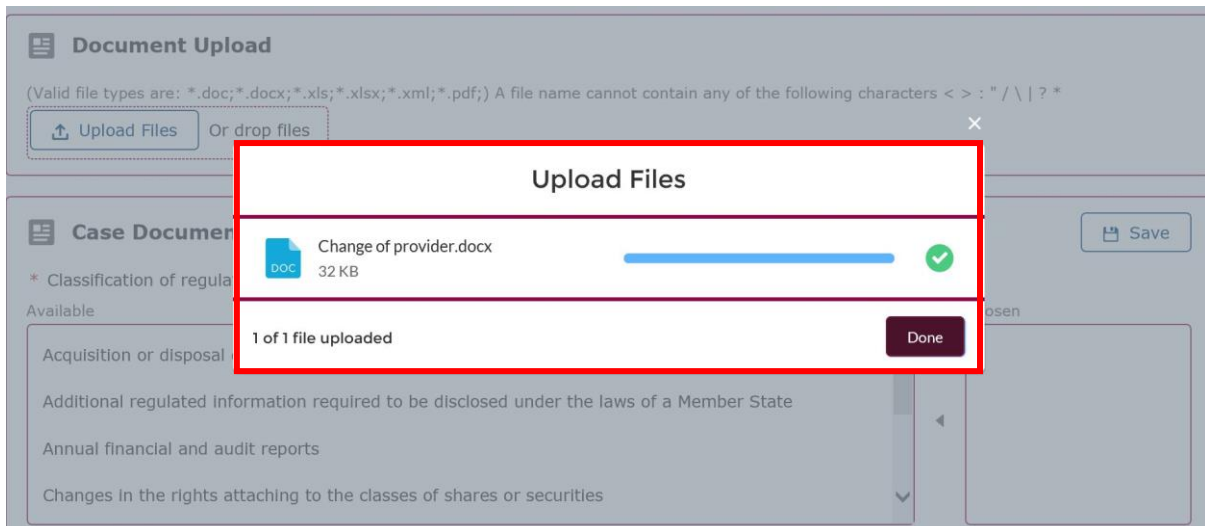 Document Upload
(Valid file types are: *.doc;*.docx;*.xls;*.xlsx;*.xml;*.pdf;) A file name cannot contain any of the following characters < > : " / \ | ? *
Upload Files Or drop files
Upload Files
Change of provider.docx
DOC
32 KB
1 of 1 file uploaded Done
Case Documen
Save
* Classification of regula
Available
osen
Acquisition or disposal
Additional regulated information required to be disclosed under the laws of a Member State
Annual financial and audit reports
Changes in the rights attaching to the classes of shares or securities